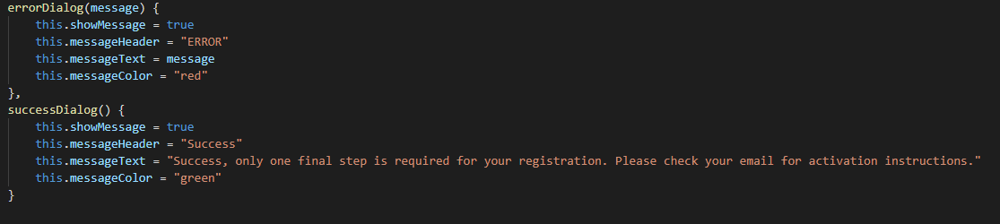 errorDialog(message) {
    this.showMessage = true
    this.messageHeader = "ERROR"
    this.messageText = message
    this.messageColor = "red"
},
successDialog() {
    this.showMessage = true
    this.messageHeader = "Success"
    this.messageText = "Success, only one final step is required for your registration. Please check your email for activation instructions."
    this.messageColor = "green"
}